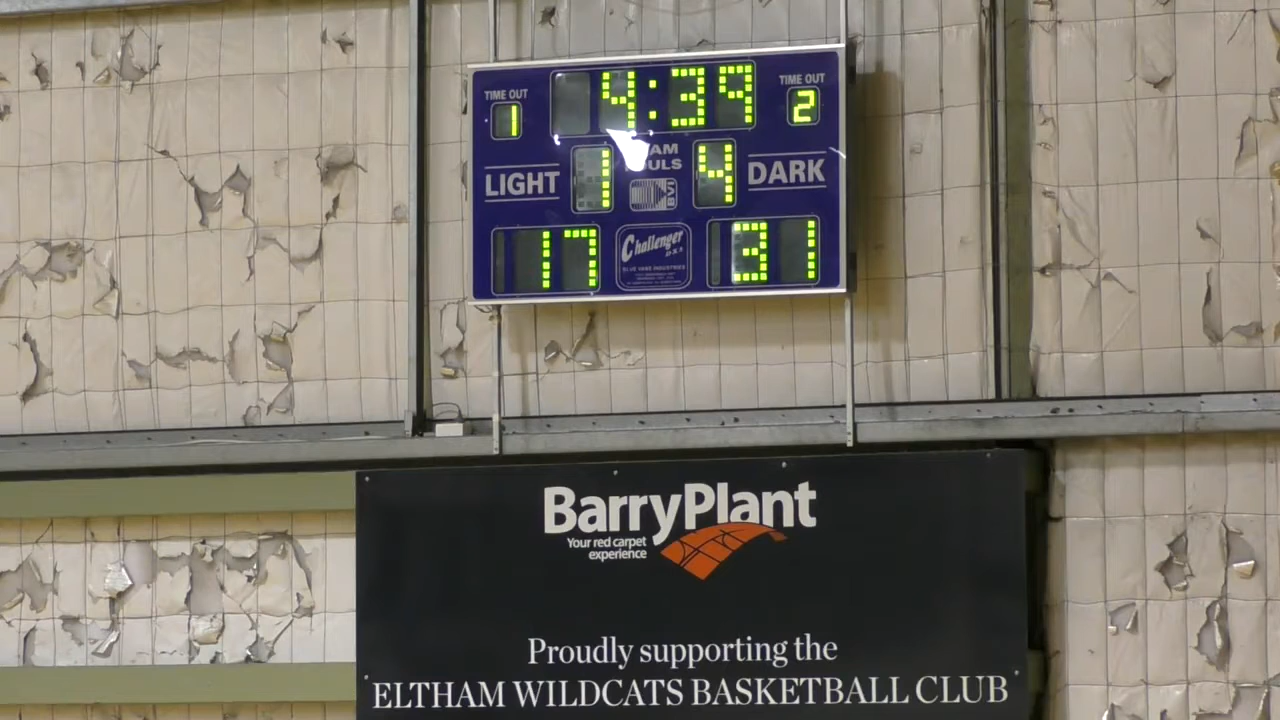 TIME OUT
4:39
TIME OUT
1
2
LIGHT
1
4
DARK
BVI
17
Challenger
31
BarryPlant
Your red carpet
experience
Proudly supporting the
ELTHAM WILDCATS BASKETBALL CLUB